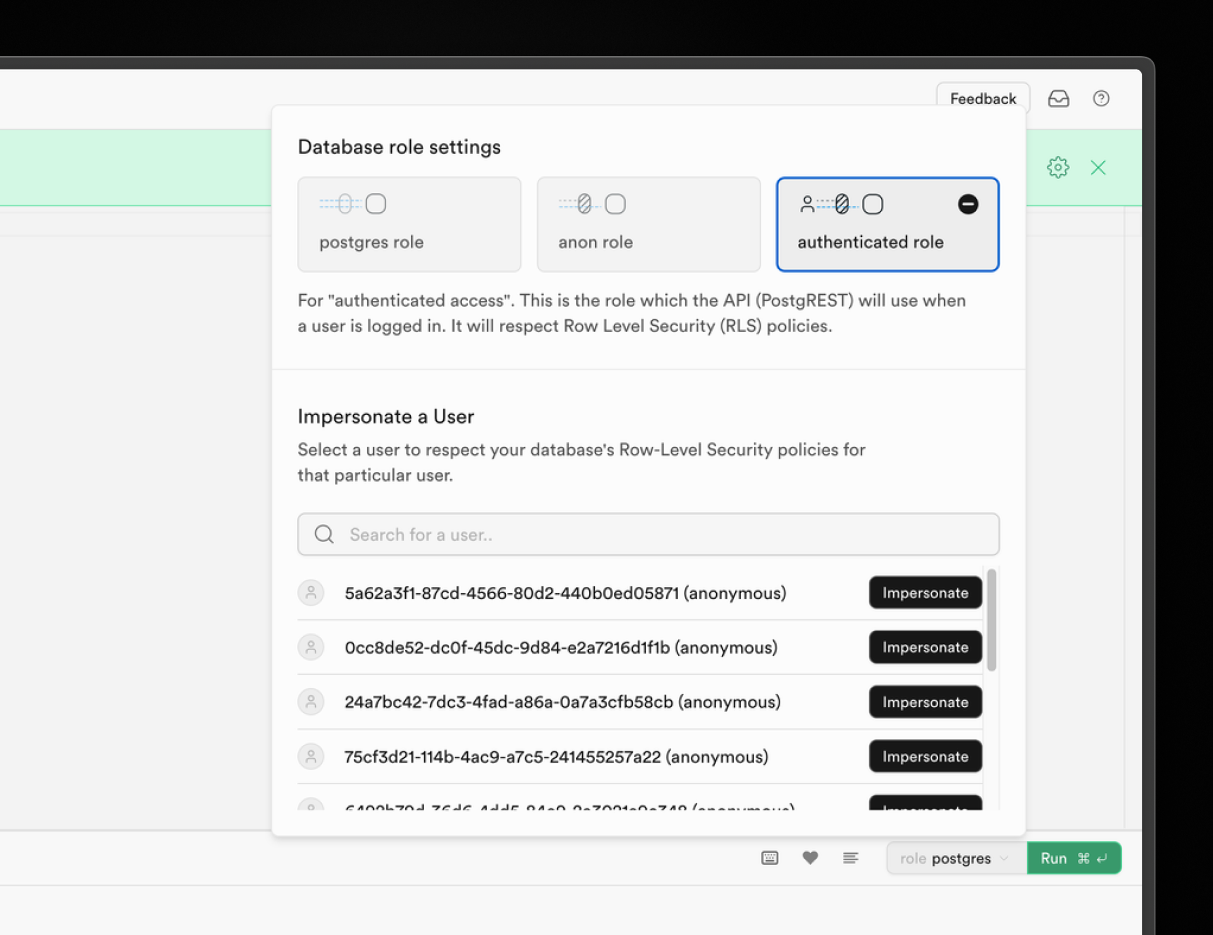 Feedback
Database role settings
postgres role
anon role
authenticated role
For "authenticated access". This is the role which the API (PostgREST) will use when
a user is logged in. It will respect Row Level Security (RLS) policies.
Impersonate a User
Select a user to respect your database's Row-Level Security policies for
that particular user.
Search for a user..
5a62a3f1-87cd-4566-80d2-440b0ed05871 (anonymous) Impersonate
0cc8de52-dc0f-45dc-9d84-e2a7216d1f1b (anonymous) Impersonate
24a7bc42-7dc3-4fad-a86a-0a7a3cfb58cb (anonymous) Impersonate
75cf3d21-114b-4ac9-a7c5-241455257a22 (anonymous) Impersonate
(anonymous) Impersonate
role postgres Run ⌘ ↵